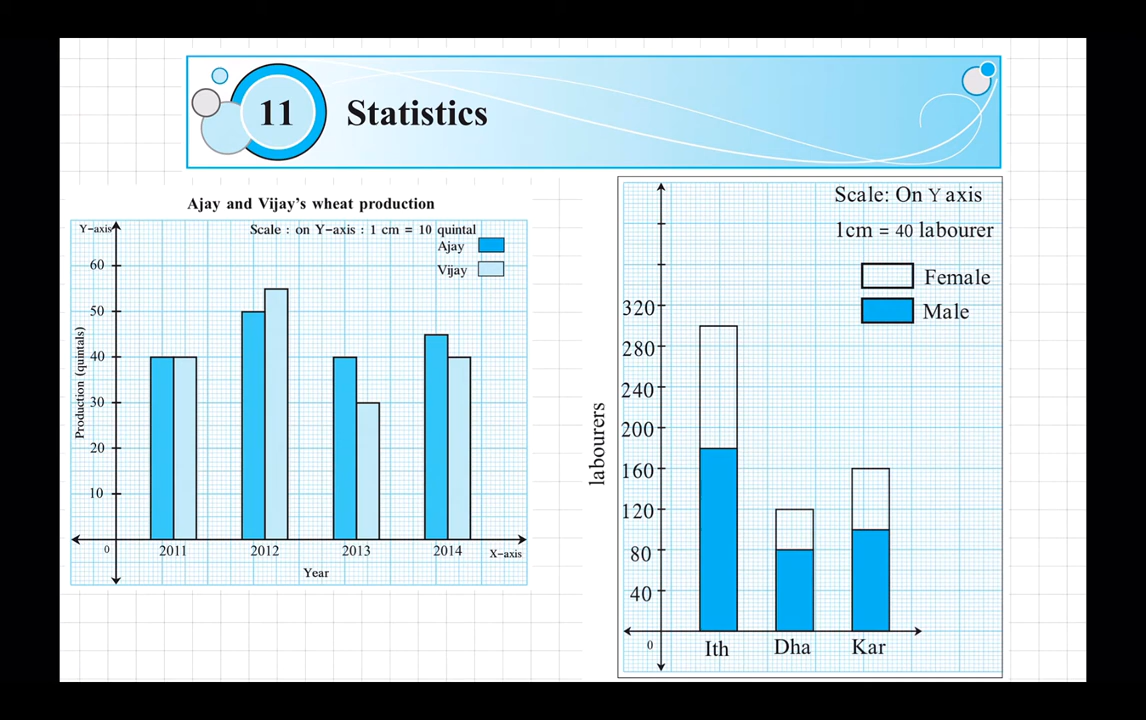 11 Statistics
Ajay and Vijay's wheat production
Y-axis
Scale : on Y-axis : 1 cm = 10 quintal
Ajay
Vijay
60
50
40
30
20
10
0
Production (quintals)
2011 2012 2013 2014 X-axis
Year
Scale: On Y axis
1cm = 40 labourer
Female
Male
320
280
240
200
160
120
80
40
0
labourers
Ith Dha Kar